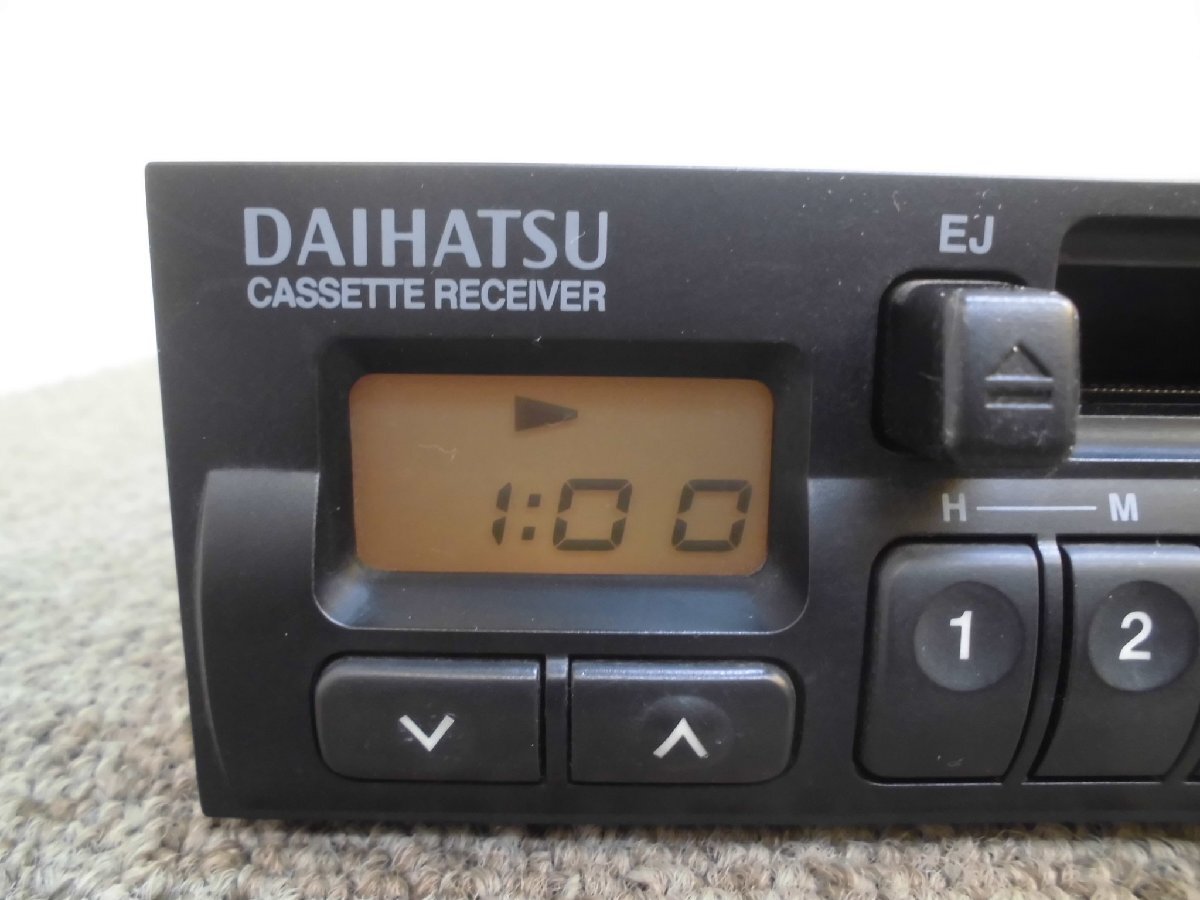 DAIHATSU
CASSETTE RECEIVER
EJ
1:00
H M
1 2